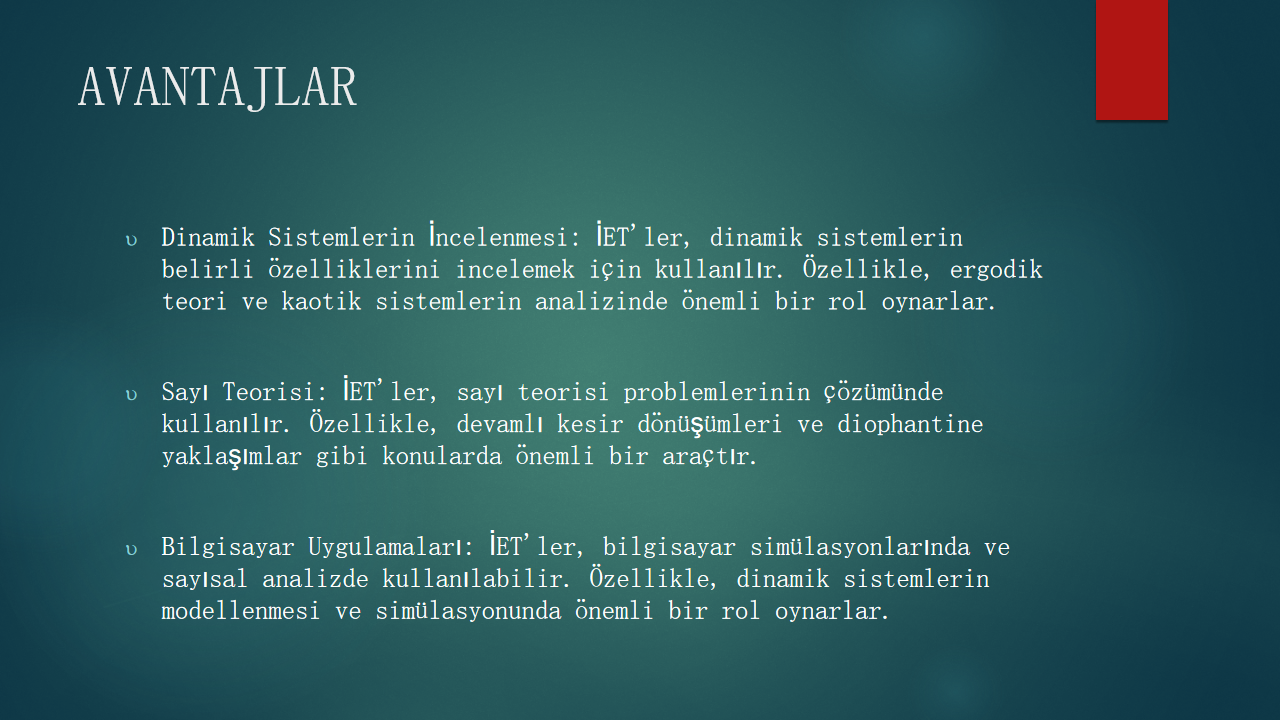 AVANTAJLAR
Dinamik Sistemlerin İncelenmesi: İET'ler, dinamik sistemlerin
belirli özelliklerini incelemek için kullanılır. Özellikle, ergodik
teori ve kaotik sistemlerin analizinde önemli bir rol oynarlar.
Sayı Teorisi: İET'ler, sayı teorisi problemlerinin çözümünde
kullanılır. Özellikle, devamlı kesir dönüşümleri ve diophantine
yaklaşımlar gibi konularda önemli bir araçtır.
Bilgisayar Uygulamaları: İET'ler, bilgisayar simülasyonlarında ve
sayısal analizde kullanılabilir. Özellikle, dinamik sistemlerin
modellenmesi ve simülasyonunda önemli bir rol oynarlar.